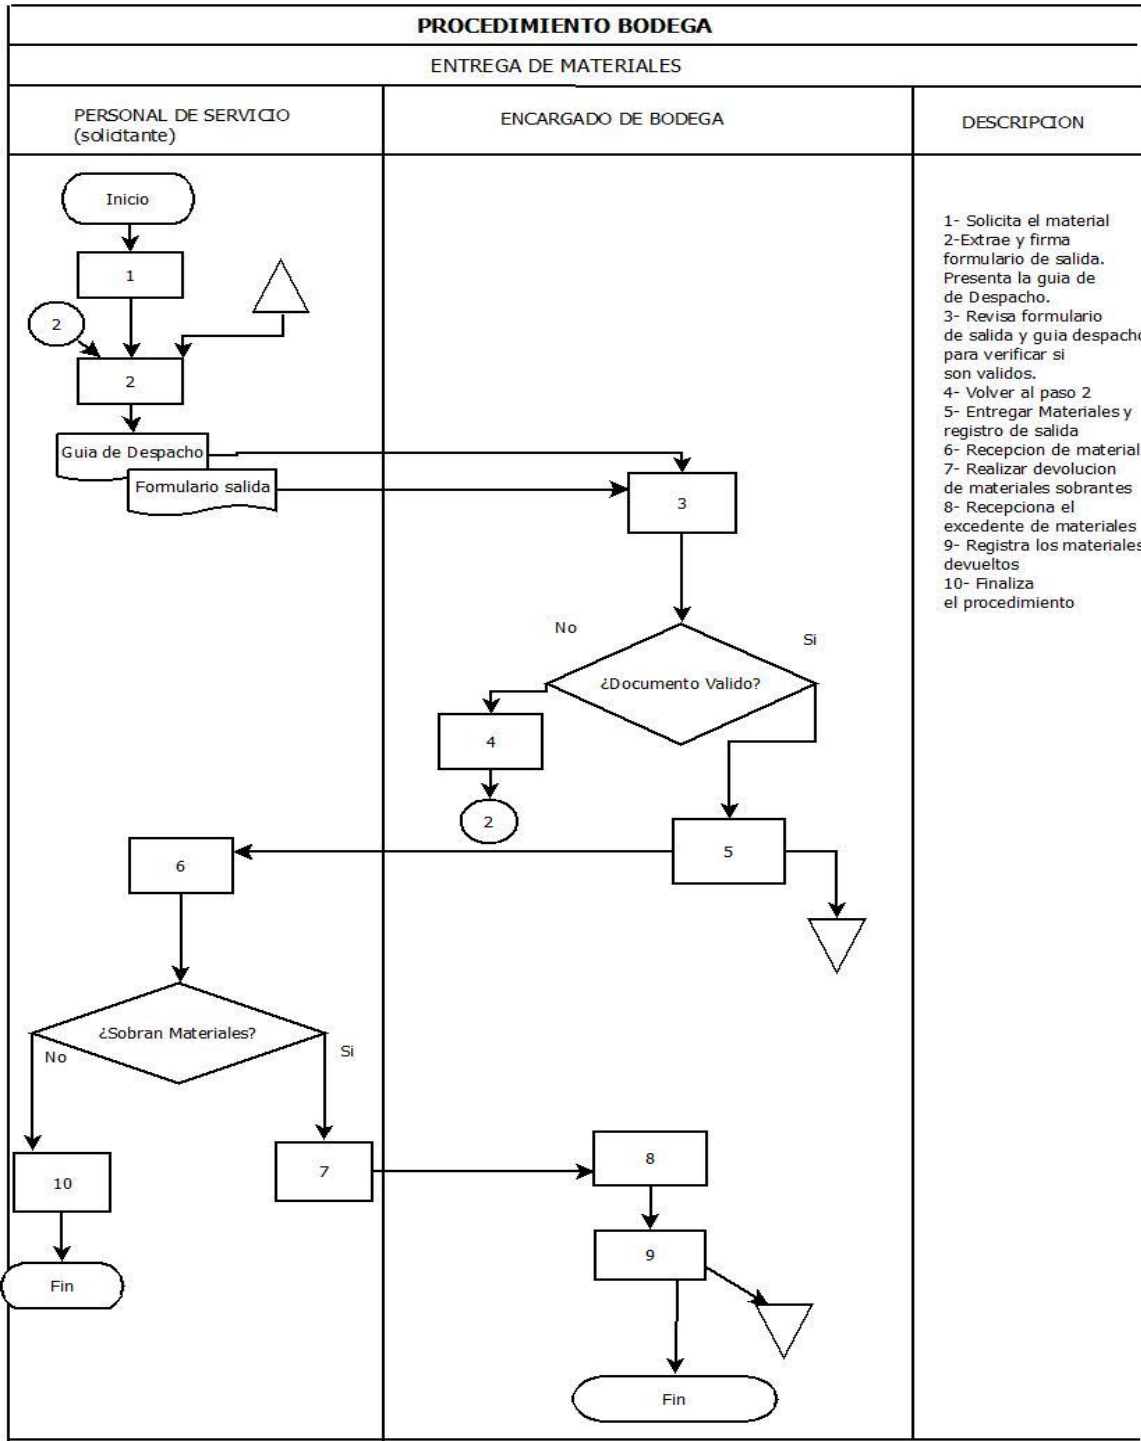 PROCEDIMIENTO BODEGA
ENTREGA DE MATERIALES
PERSONAL DE SERVICIO
(solicitante)
ENCARGADO DE BODEGA
DESCRIPCION
Inicio
1
2
2
Guia de Despacho
Formulario salida
3
No
Si
¿Documento Valido?
4
2
5
6
¿Sobran Materiales?
No
Si
10
7
8
9
Fin
Fin
1- Solicita el material
2-Extrae y firma
formulario de salida.
Presenta la guia de
de Despacho.
3- Revisa formulario
de salida y guia despacho
para verificar si
son validos.
4- Volver al paso 2
5- Entregar Materiales y
registro de salida
6- Recepcion de material
7- Realizar devolucion
de materiales sobrantes
8- Recepciona el
excedente de materiales
9- Registra los materiales
devueltos
10- Finaliza
el procedimiento